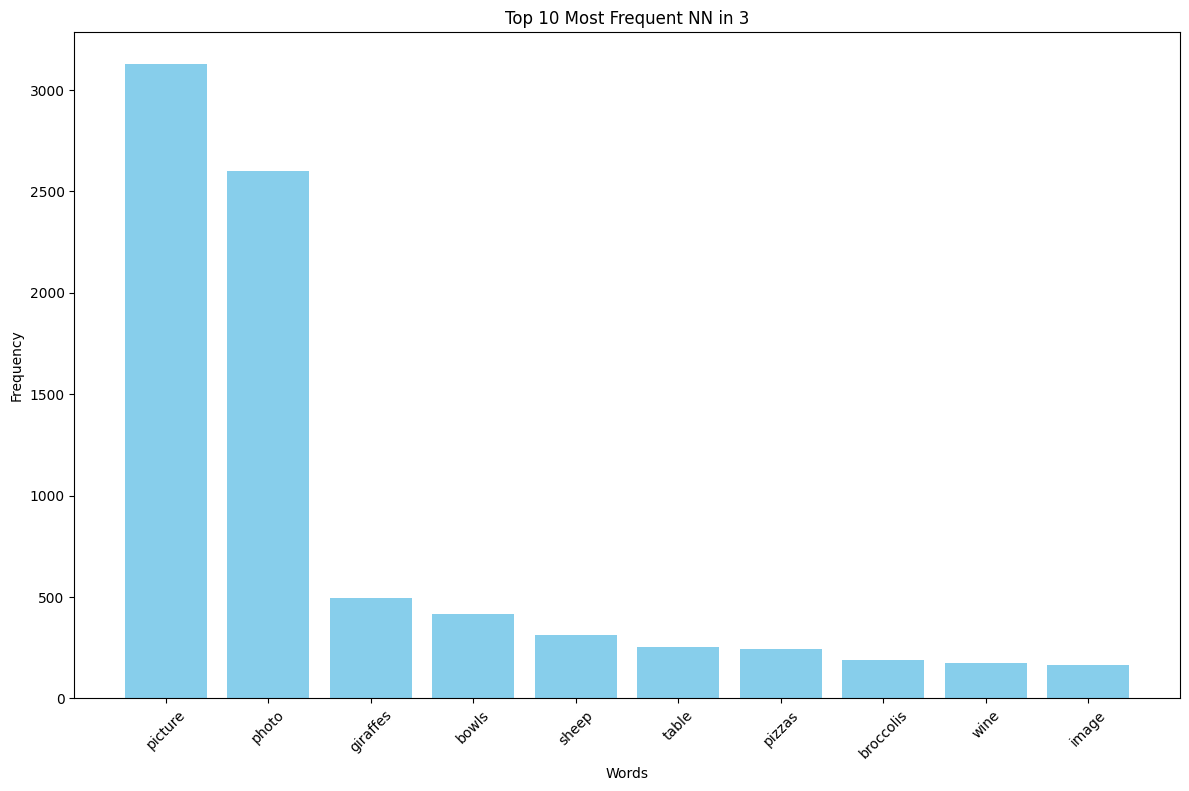 Top 10 Most Frequent NN in 3
Frequency
3000
2500
2000
1500
1000
500
0
picture
photo
giraffes
bowls
sheep
table
pizzas
broccolis
wine
image
Words